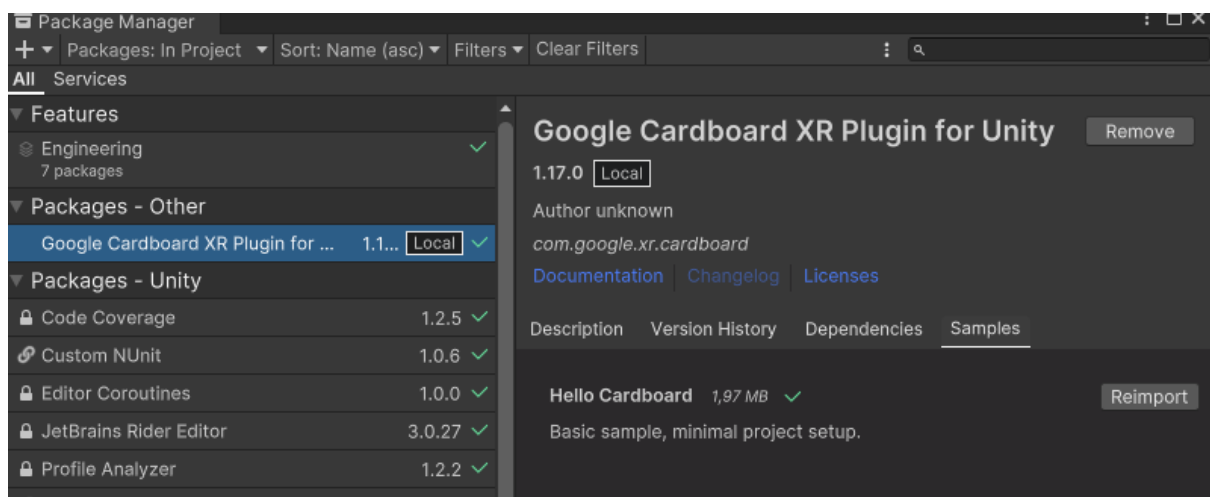 Package Manager
Packages: In Project Sort: Name (asc) Filters Clear Filters
All Services
Features
Engineering
7 packages
Packages - Other
Google Cardboard XR Plugin for ... 1.1... Local
Packages - Unity
Code Coverage 1.2.5
Custom NUnit 1.0.6
Editor Coroutines 1.0.0
JetBrains Rider Editor 3.0.27
Profile Analyzer 1.2.2
Google Cardboard XR Plugin for Unity Remove
1.17.0 Local
Author unknown
com.google.xr.cardboard
Documentation Changelog Licenses
Description Version History Dependencies Samples
Hello Cardboard 1,97 MB Reimport
Basic sample, minimal project setup.